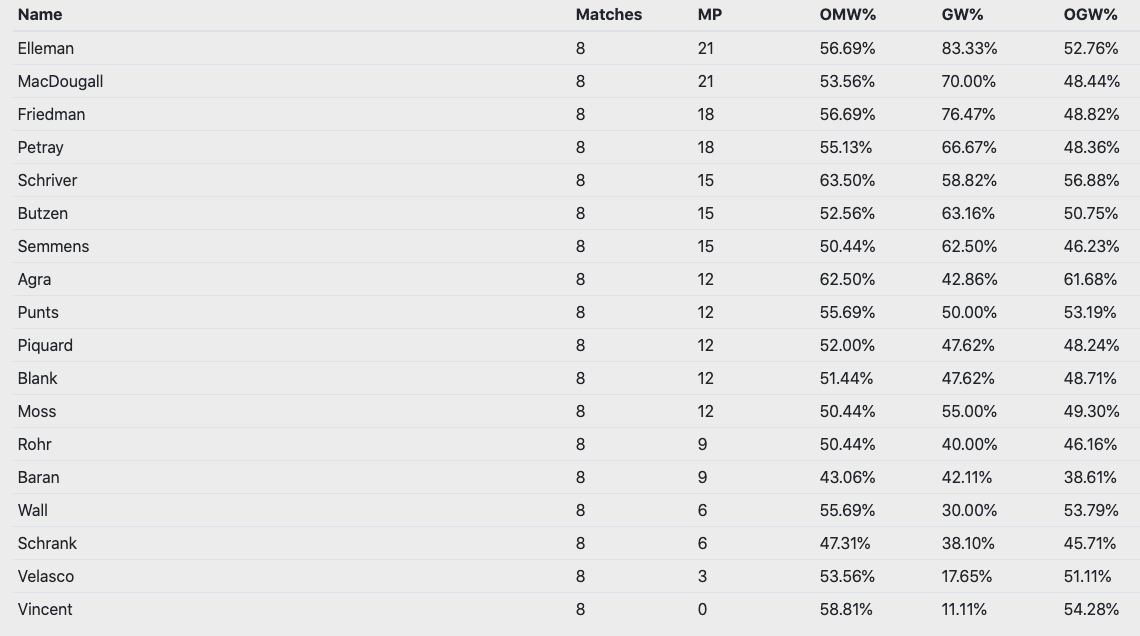 Name Matches MP OMW% GW% OGW%
Elleman 8 21 56.69% 83.33% 52.76%
MacDougall 8 21 53.56% 70.00% 48.44%
Friedman 8 18 56.69% 76.47% 48.82%
Petray 8 18 55.13% 66.67% 48.36%
Schriver 8 15 63.50% 58.82% 56.88%
Butzen 8 15 52.56% 63.16% 50.75%
Semmens 8 15 50.44% 62.50% 46.23%
Agra 8 12 62.50% 42.86% 61.68%
Punts 8 12 55.69% 50.00% 53.19%
Piquard 8 12 52.00% 47.62% 48.24%
Blank 8 12 51.44% 47.62% 48.71%
Moss 8 12 50.44% 55.00% 49.30%
Rohr 8 9 50.44% 40.00% 46.16%
Baran 8 9 43.06% 42.11% 38.61%
Wall 8 6 55.69% 30.00% 53.79%
Schrank 8 6 47.31% 38.10% 45.71%
Velasco 8 3 53.56% 17.65% 51.11%
Vincent 8 0 58.81% 11.11% 54.28%